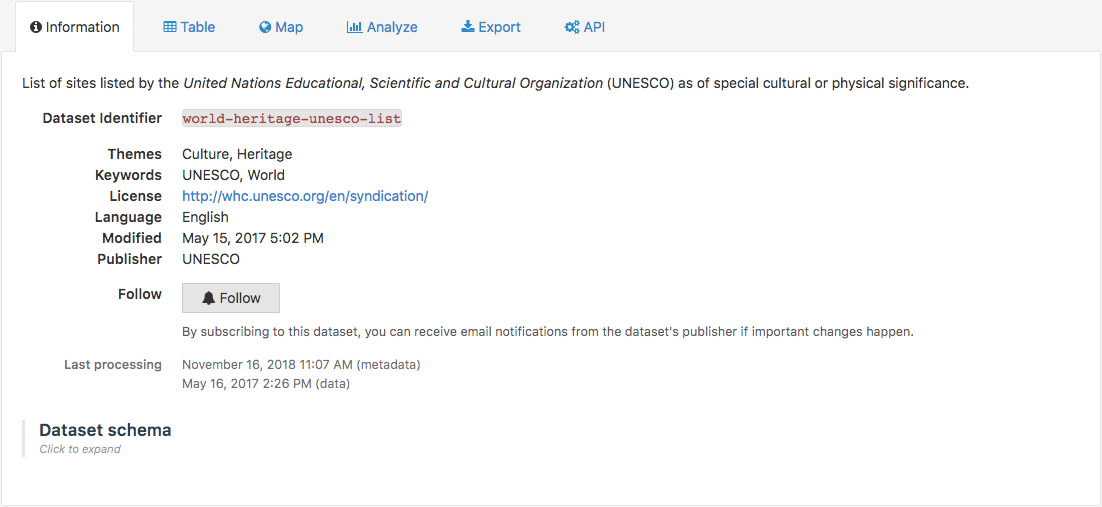 Information Table Map Analyze Export API
List of sites listed by the United Nations Educational, Scientific and Cultural Organization (UNESCO) as of special cultural or physical significance.
Dataset Identifier world-heritage-unesco-list
Themes Culture, Heritage
Keywords UNESCO, World
License http://whc.unesco.org/en/syndication/
Language English
Modified May 15, 2017 5:02 PM
Publisher UNESCO
Follow Follow
By subscribing to this dataset, you can receive email notifications from the dataset's publisher if important changes happen.
Last processing November 16, 2018 11:07 AM (metadata)
May 16, 2017 2:26 PM (data)
Dataset schema
Click to expand